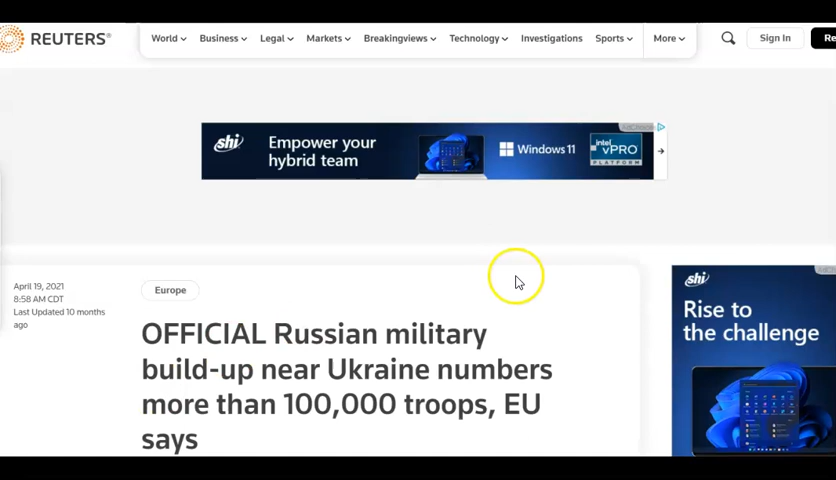 REUTERS®
World Business Legal Markets Breakingviews Technology Investigations Sports More Sign In Re
shi
Empower your
hybrid team
Windows 11
intel
vPRO
PLATFORM
April 19, 2021
8:58 AM CDT
Last Updated 10 months
ago
Europe
OFFICIAL Russian military
build-up near Ukraine numbers
more than 100,000 troops, EU
says
shi
Rise to
the challenge